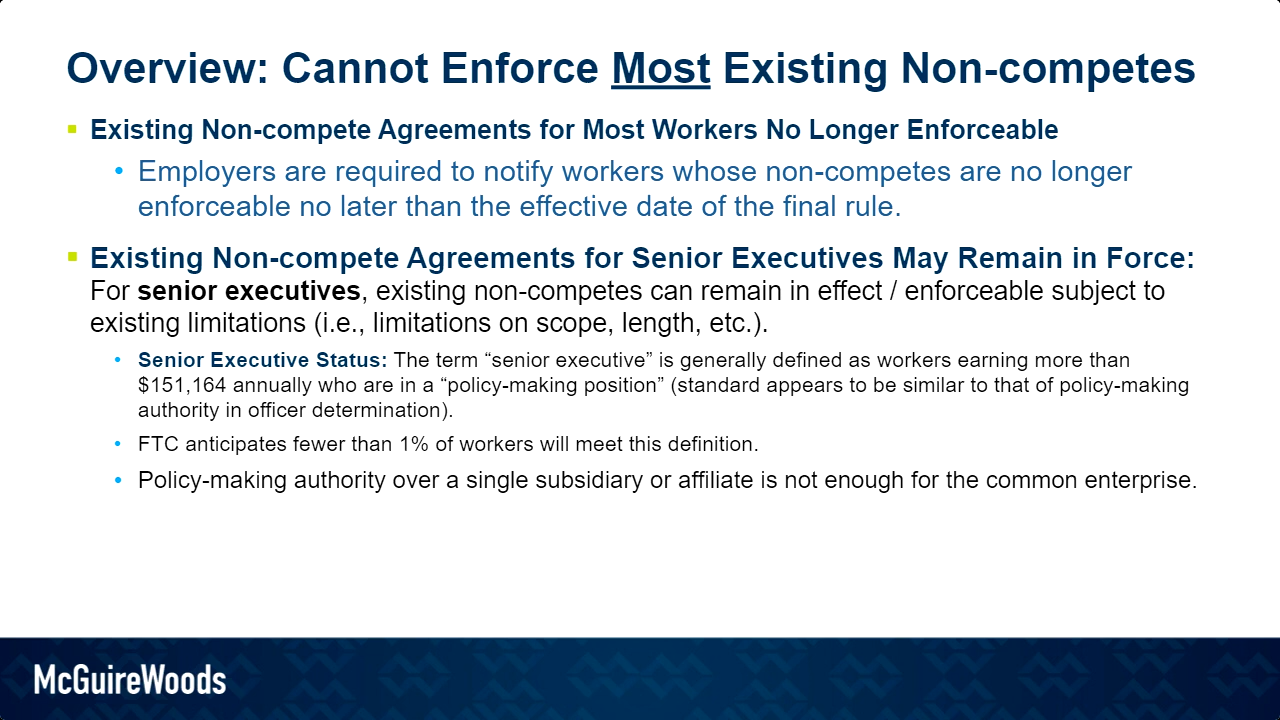 Overview: Cannot Enforce Most Existing Non-competes
Existing Non-compete Agreements for Most Workers No Longer Enforceable
• Employers are required to notify workers whose non-competes are no longer
enforceable no later than the effective date of the final rule.
Existing Non-compete Agreements for Senior Executives May Remain in Force:
For senior executives, existing non-competes can remain in effect / enforceable subject to
existing limitations (i.e., limitations on scope, length, etc.).
• Senior Executive Status: The term “senior executive” is generally defined as workers earning more than
$151,164 annually who are in a “policy-making position” (standard appears to be similar to that of policy-making
authority in officer determination).
• FTC anticipates fewer than 1% of workers will meet this definition.
• Policy-making authority over a single subsidiary or affiliate is not enough for the common enterprise.
McGuireWoods